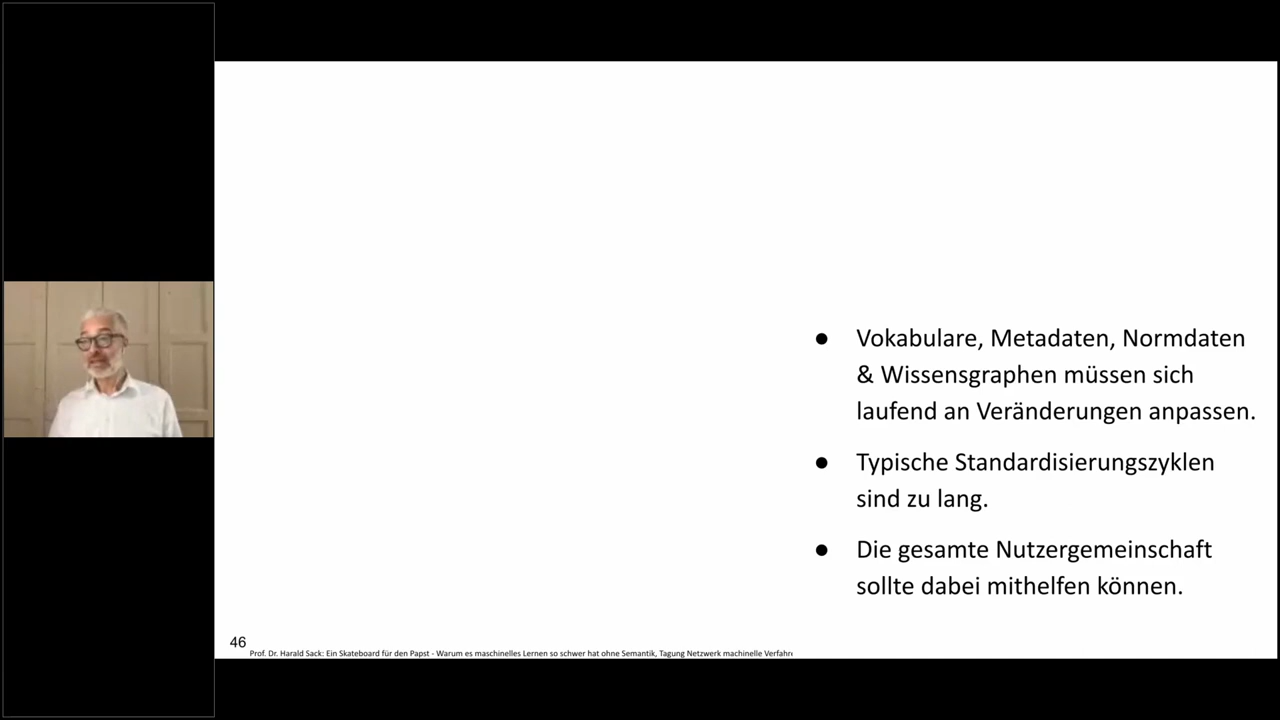 ● Vokabulare, Metadaten, Normdaten
& Wissensgraphen müssen sich
laufend an Veränderungen anpassen.
● Typische Standardisierungszyklen
sind zu lang.
● Die gesamte Nutzergemeinschaft
sollte dabei mithelfen können.
46
Prof. Dr. Harald Sack: Ein Skateboard für den Papst - Warum es maschinelles Lernen so schwer hat ohne Semantik, Tagung Netzwerk machinelle Verfahre